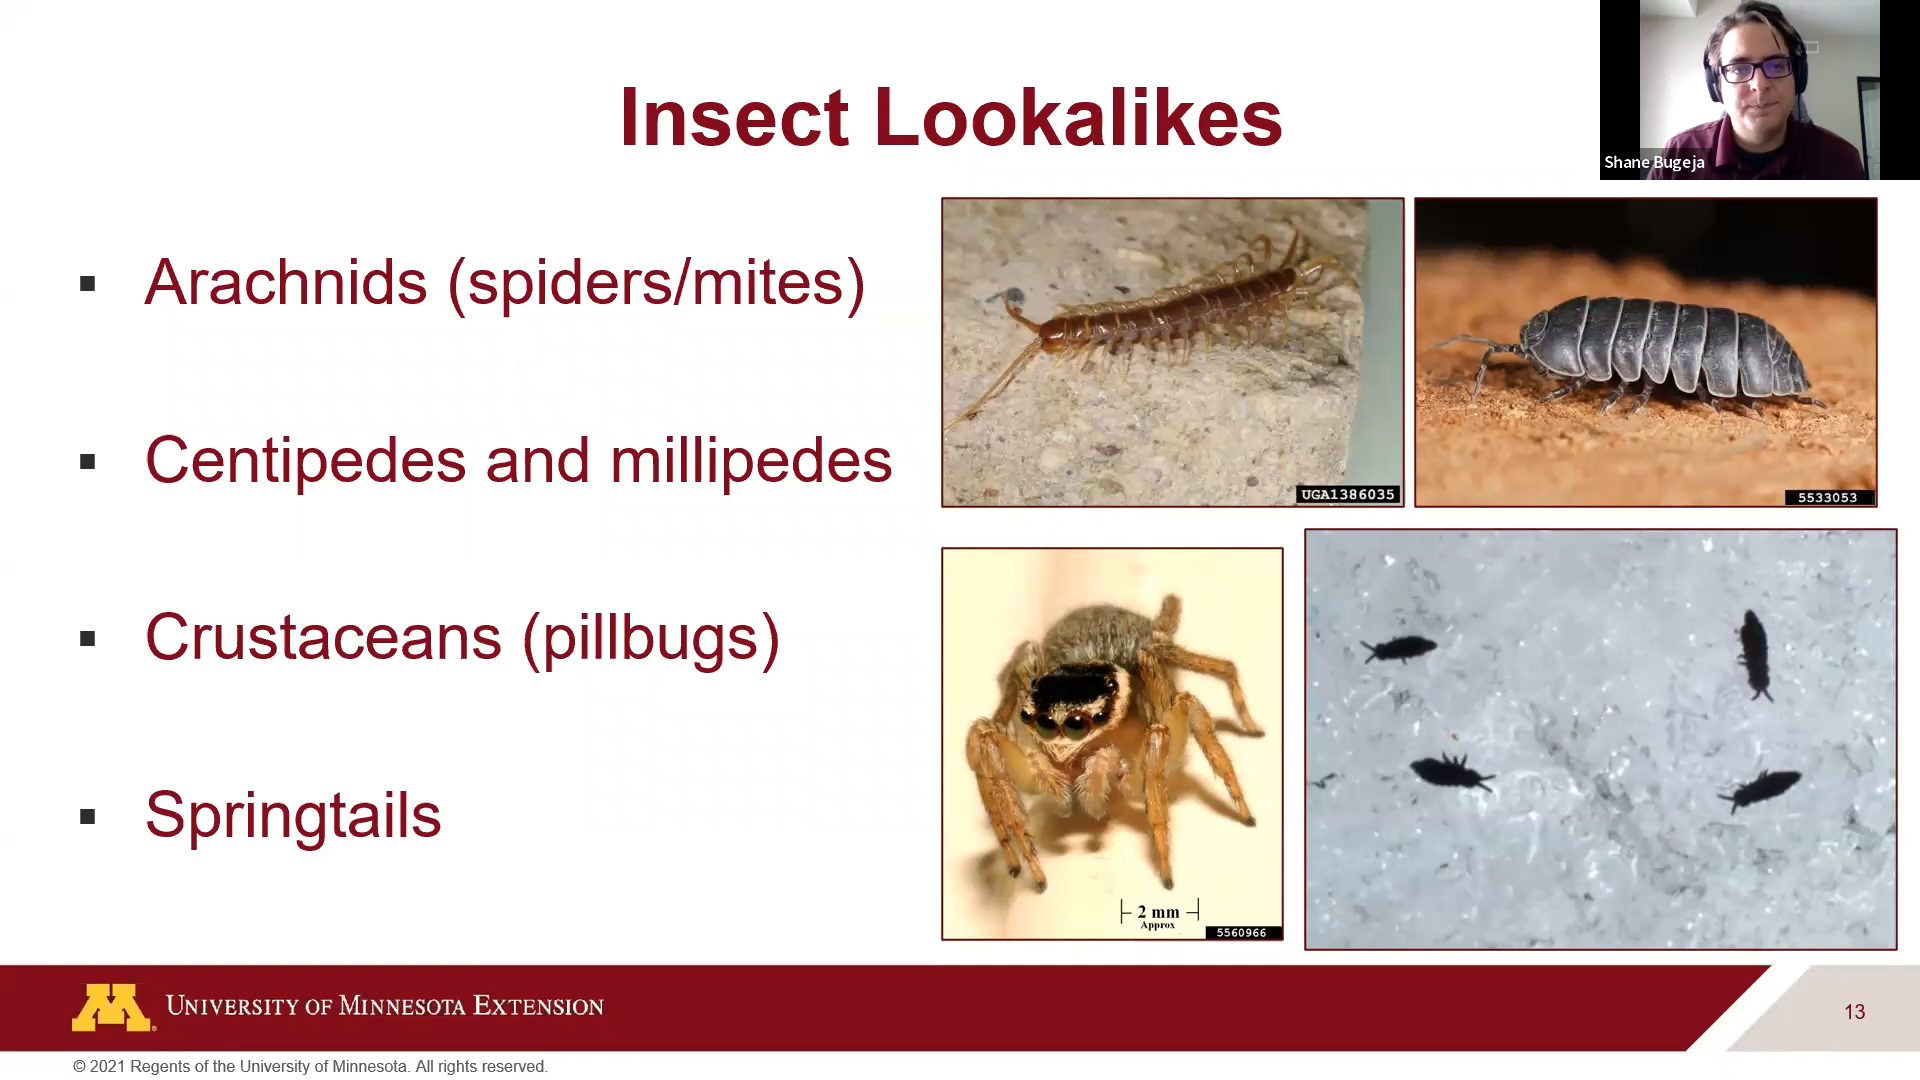 Insect Lookalikes
Shane Bugeja
▪ Arachnids (spiders/mites)
▪ Centipedes and millipedes
▪ Crustaceans (pillbugs)
▪ Springtails
UGA1386035
5533053
2 mm
Approx
5560966
M
UNIVERSITY OF MINNESOTA EXTENSION
13
© 2021 Regents of the University of Minnesota. All rights reserved.